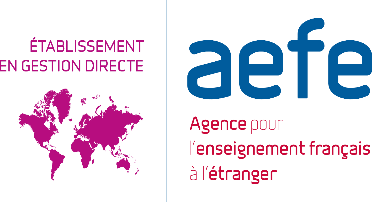 ÉTABLISSEMENT
EN GESTION DIRECTE
aefe
Agence pour
l'enseignement français
à l'étranger